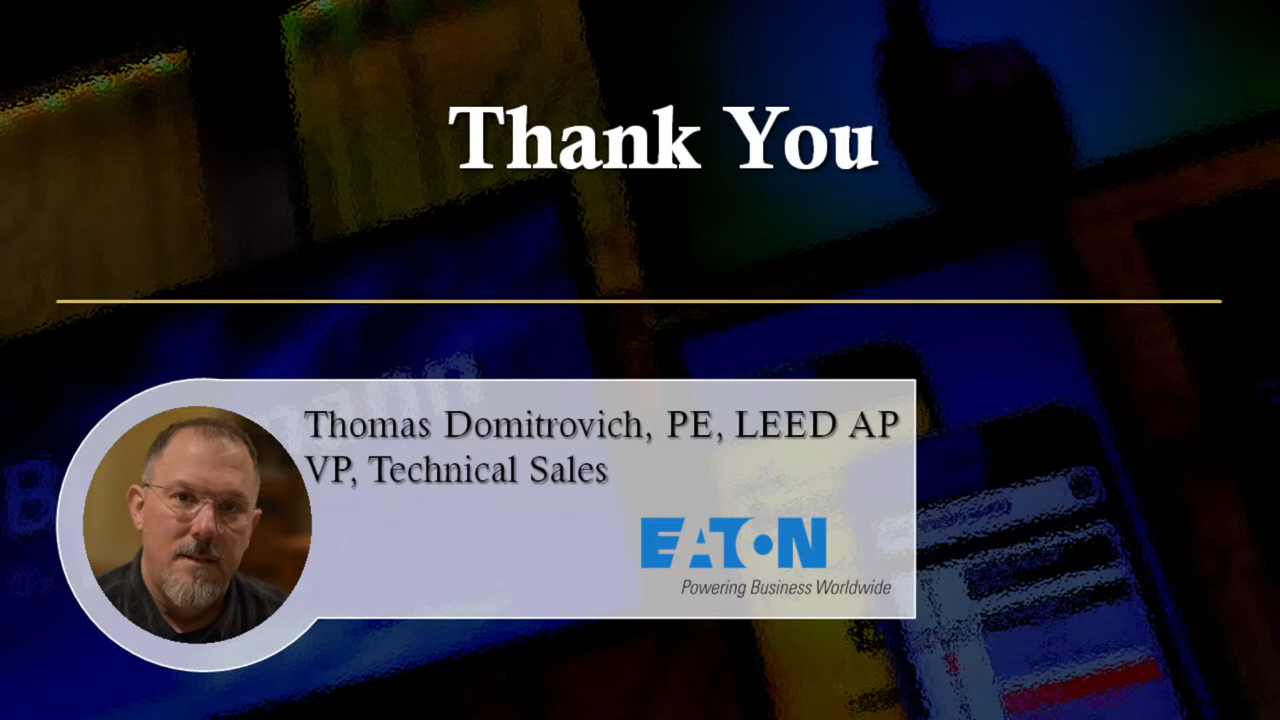 Thank You
Thomas Domitrovich, PE, LEED AP
VP, Technical Sales
EATON
Powering Business Worldwide